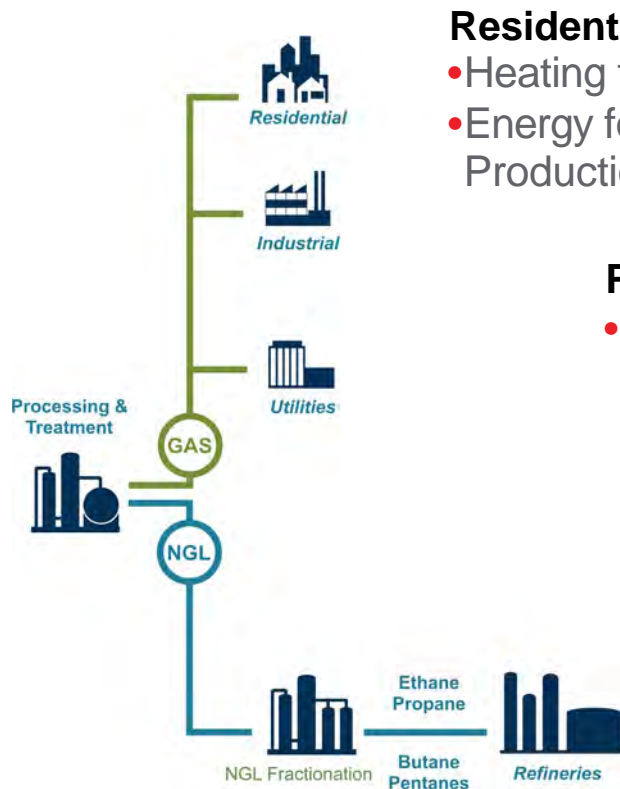 Resident
•Heating
•Energy
Producti
Residential
Industrial
Utilities
Processing &
Treatment
GAS
NGL
Ethane
Propane
NGL Fractionation
Butane
Pentanes
Refineries